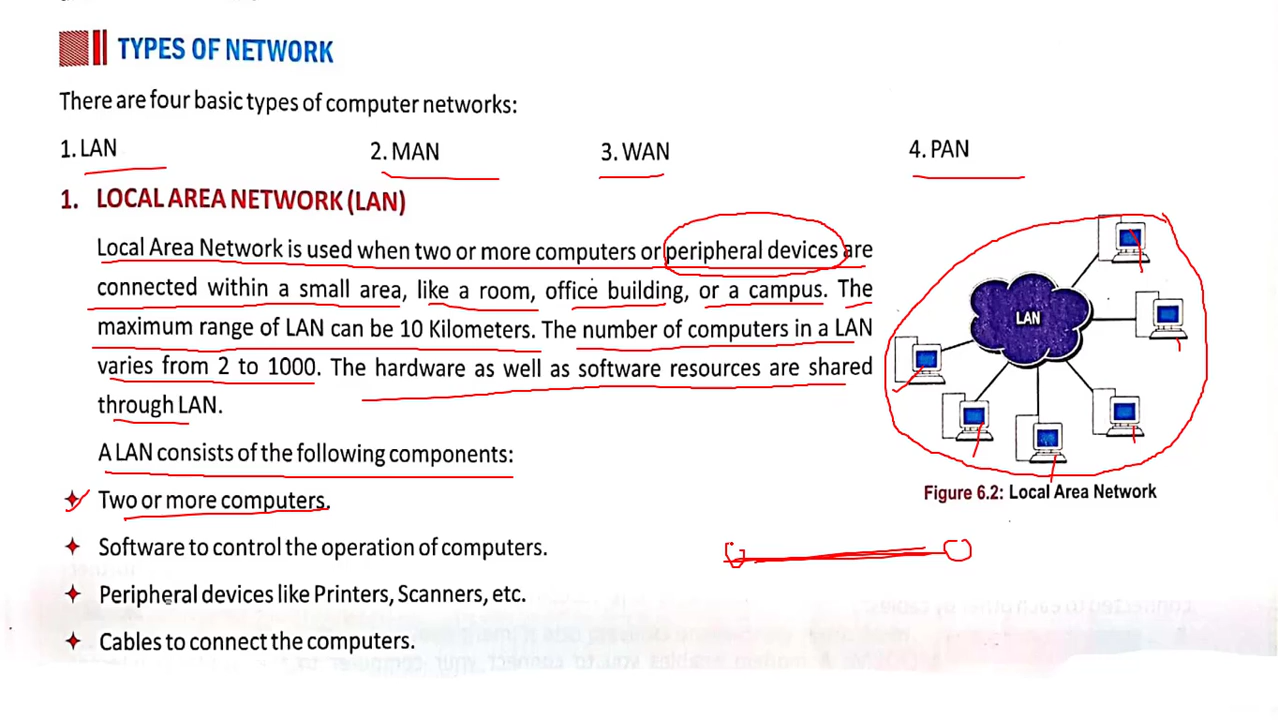 TYPES OF NETWORK
There are four basic types of computer networks:
1. LAN 2. MAN 3. WAN 4. PAN
1. LOCAL AREA NETWORK (LAN)
Local Area Network is used when two or more computers or peripheral devices are
connected within a small area, like a room, office building, or a campus. The
maximum range of LAN can be 10 Kilometers. The number of computers in a LAN
varies from 2 to 1000. The hardware as well as software resources are shared
through LAN.
LAN
Figure 6.2: Local Area Network
A LAN consists of the following components:
Two or more computers.
Software to control the operation of computers.
Peripheral devices like Printers, Scanners, etc.
Cables to connect the computers.